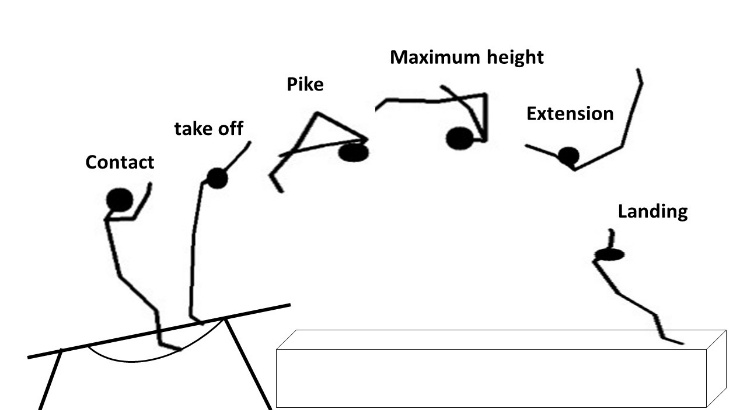 Contact
take off
Pike
Maximum height
Extension
Landing